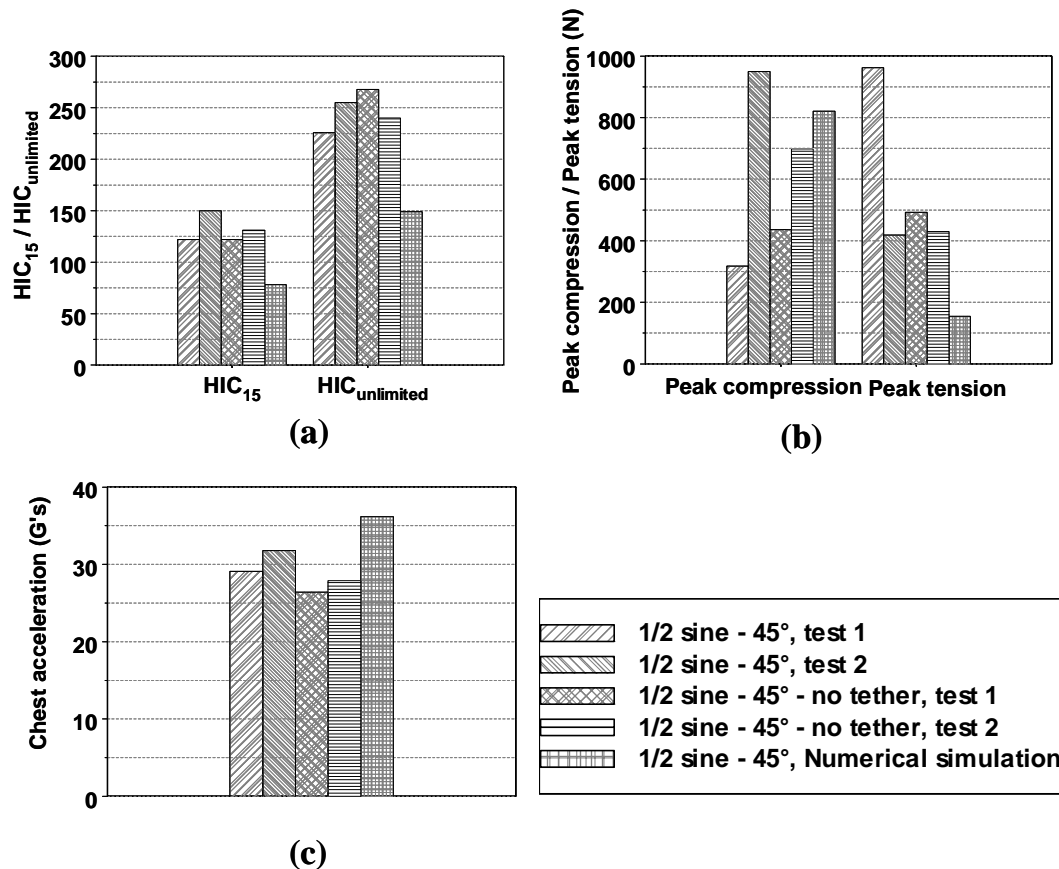 HIC15 / HICunlimited
300
250
200
150
100
50
0
HIC15
HICunlimited
(a)
Peak compression / Peak tension (N)
1000
800
600
400
200
0
Peak compression Peak tension
(b)
Chest acceleration (G's)
40
30
20
10
0
(c)
1/2 sine - 45°, test 1
1/2 sine - 45°, test 2
1/2 sine - 45° - no tether, test 1
1/2 sine - 45° - no tether, test 2
1/2 sine - 45°, Numerical simulation